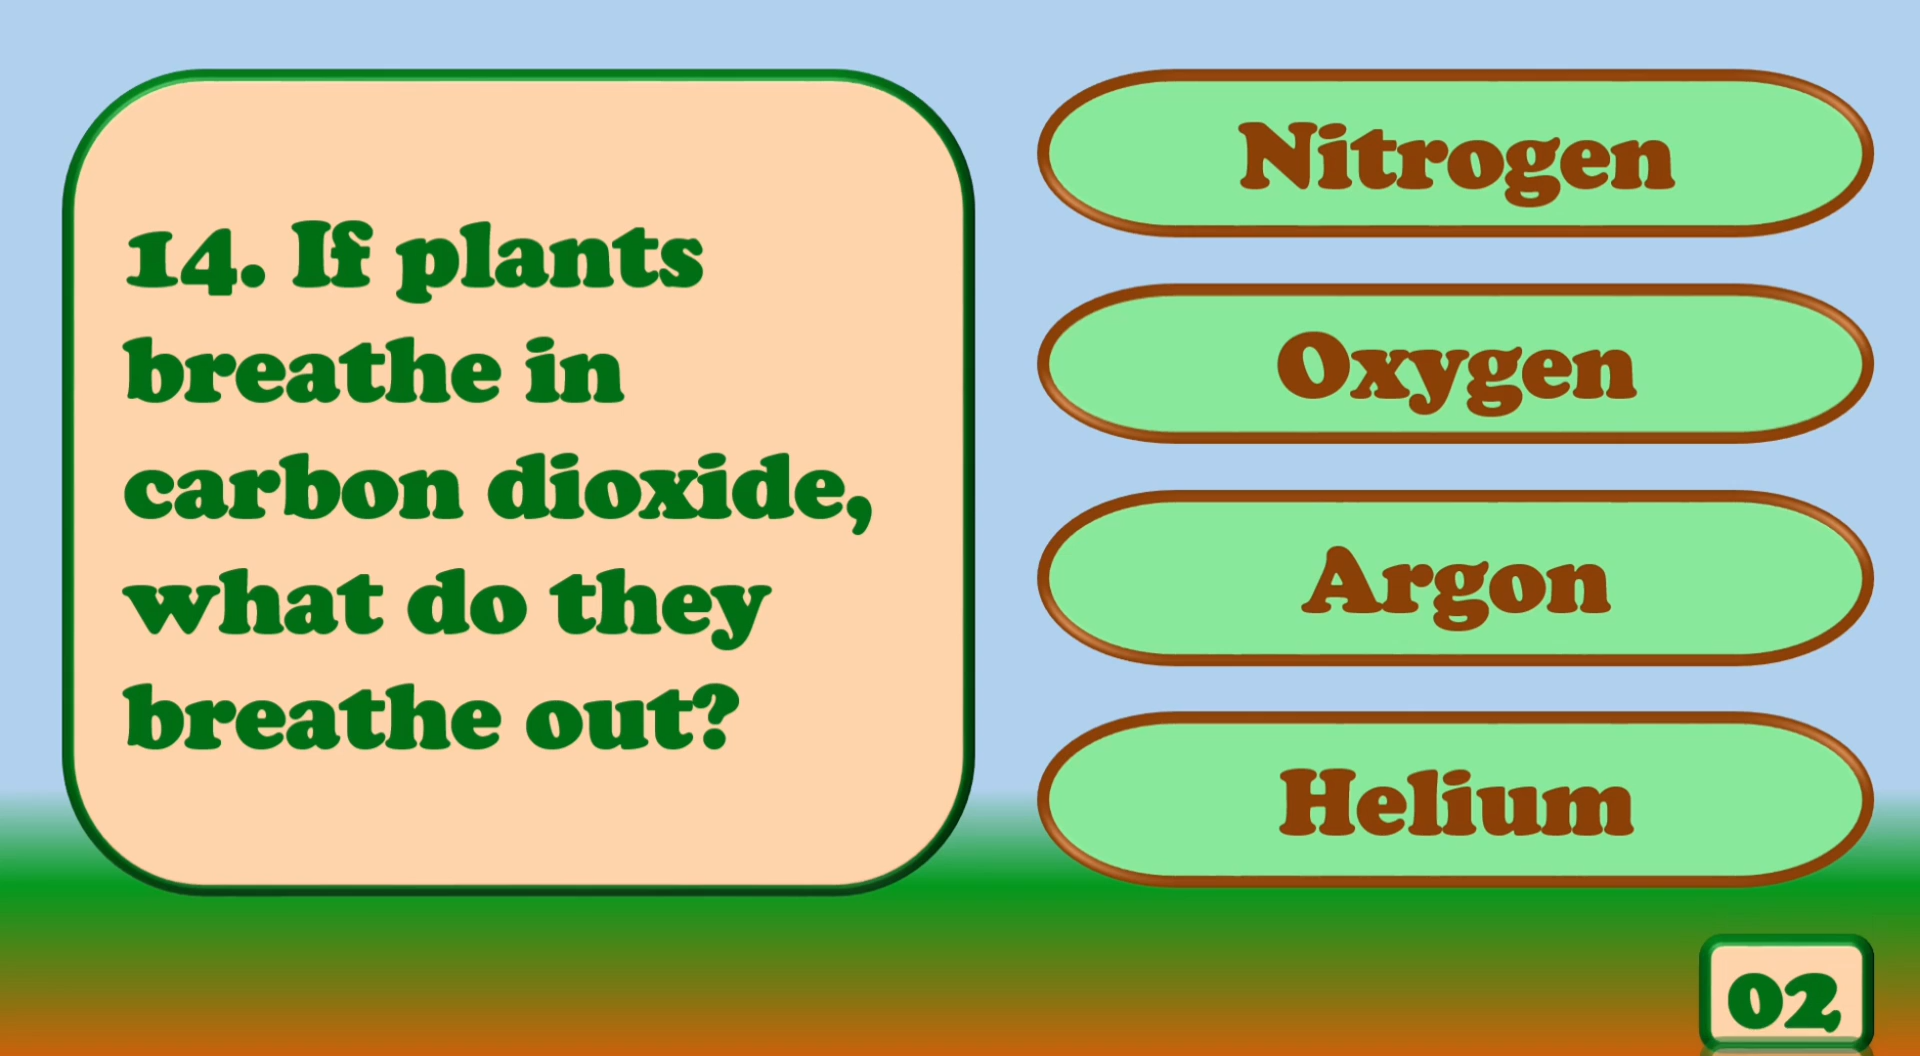 14. If plants
breathe in
carbon dioxide,
what do they
breathe out?
Nitrogen
Oxygen
Argon
Helium
02